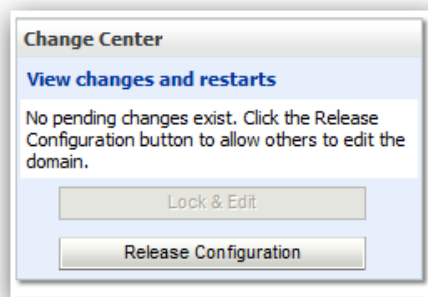 Change Center
View changes and restarts
No pending changes exist. Click the Release
Configuration button to allow others to edit the
domain.
Lock & Edit
Release Configuration